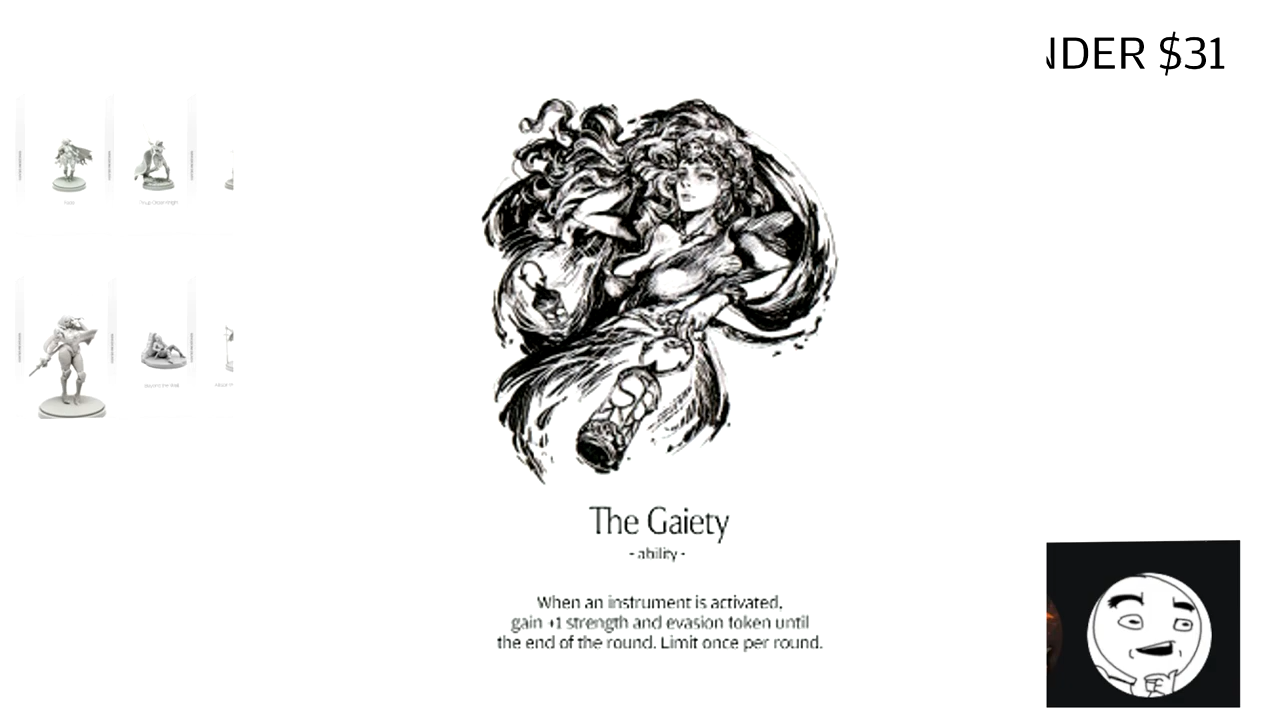 NDER $31
The Gaiety
- ability -
When an instrument is activated,
gain +1 strength and evasion token until
the end of the round. Limit once per round.